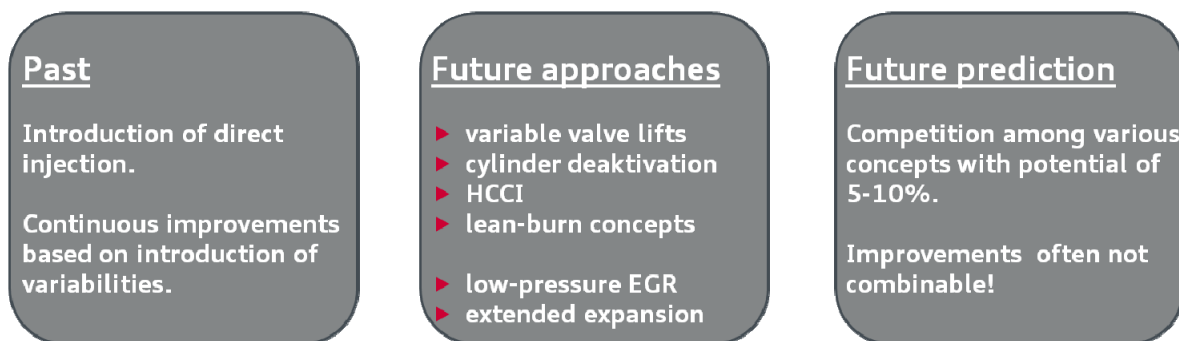 Past
Introduction of direct
injection.
Continuous improvements
based on introduction of
variabilities.
Future approaches
variable valve lifts
cylinder deaktivation
HCCI
lean-burn concepts
low-pressure EGR
extended expansion
Future prediction
Competition among various
concepts with potential of
5-10%.
Improvements often not
combinable!